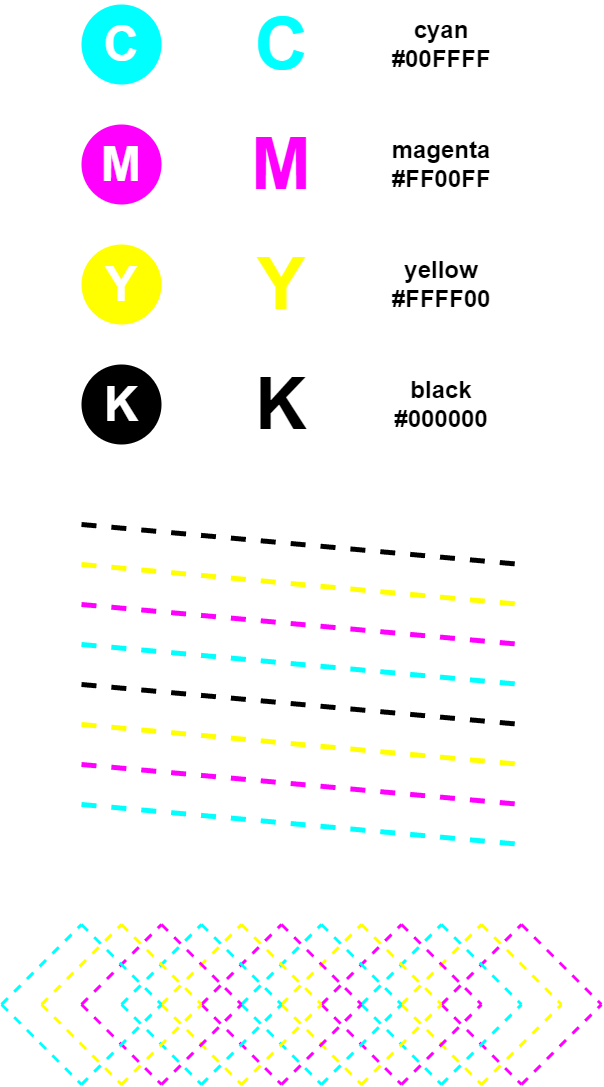 C C cyan
#00FFFF
M M magenta
#FF00FF
Y Y yellow
#FFFF00
K K black
#000000